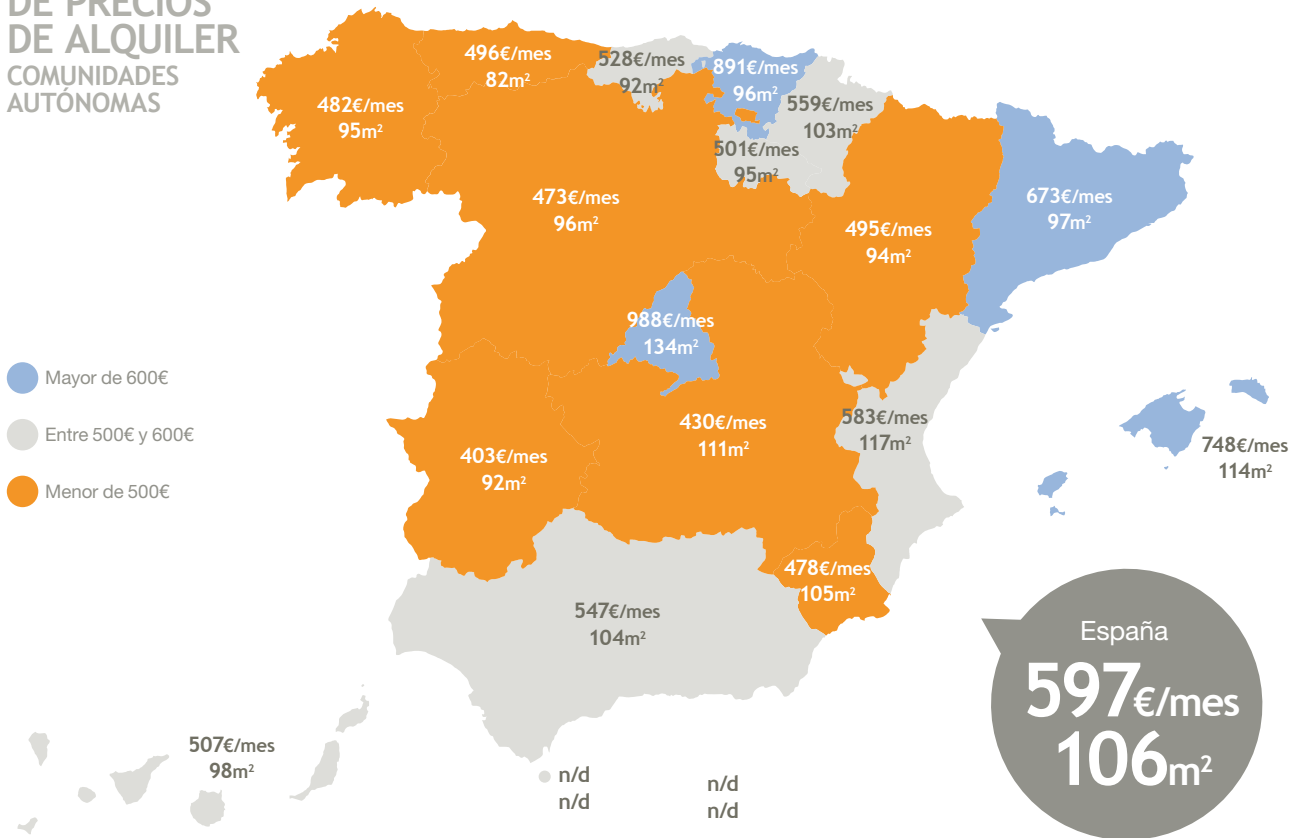 DE PRECIOS
DE ALQUILER
COMUNIDADES
AUTÓNOMAS
496€/mes
82m²
528€/mes
92m²
891€/mes
96m²
482€/mes
95m²
559€/mes
103m²
501€/mes
95m²
473€/mes
96m²
495€/mes
94m²
673€/mes
97m²
988€/mes
134m²
Mayor de 600€
Entre 500€ y 600€
Menor de 500€
430€/mes
111m²
583€/mes
117m²
403€/mes
92m²
748€/mes
114m²
478€/mes
105m²
547€/mes
104m²
España
597€/mes
106m²
507€/mes
98m²
n/d
n/d
n/d
n/d